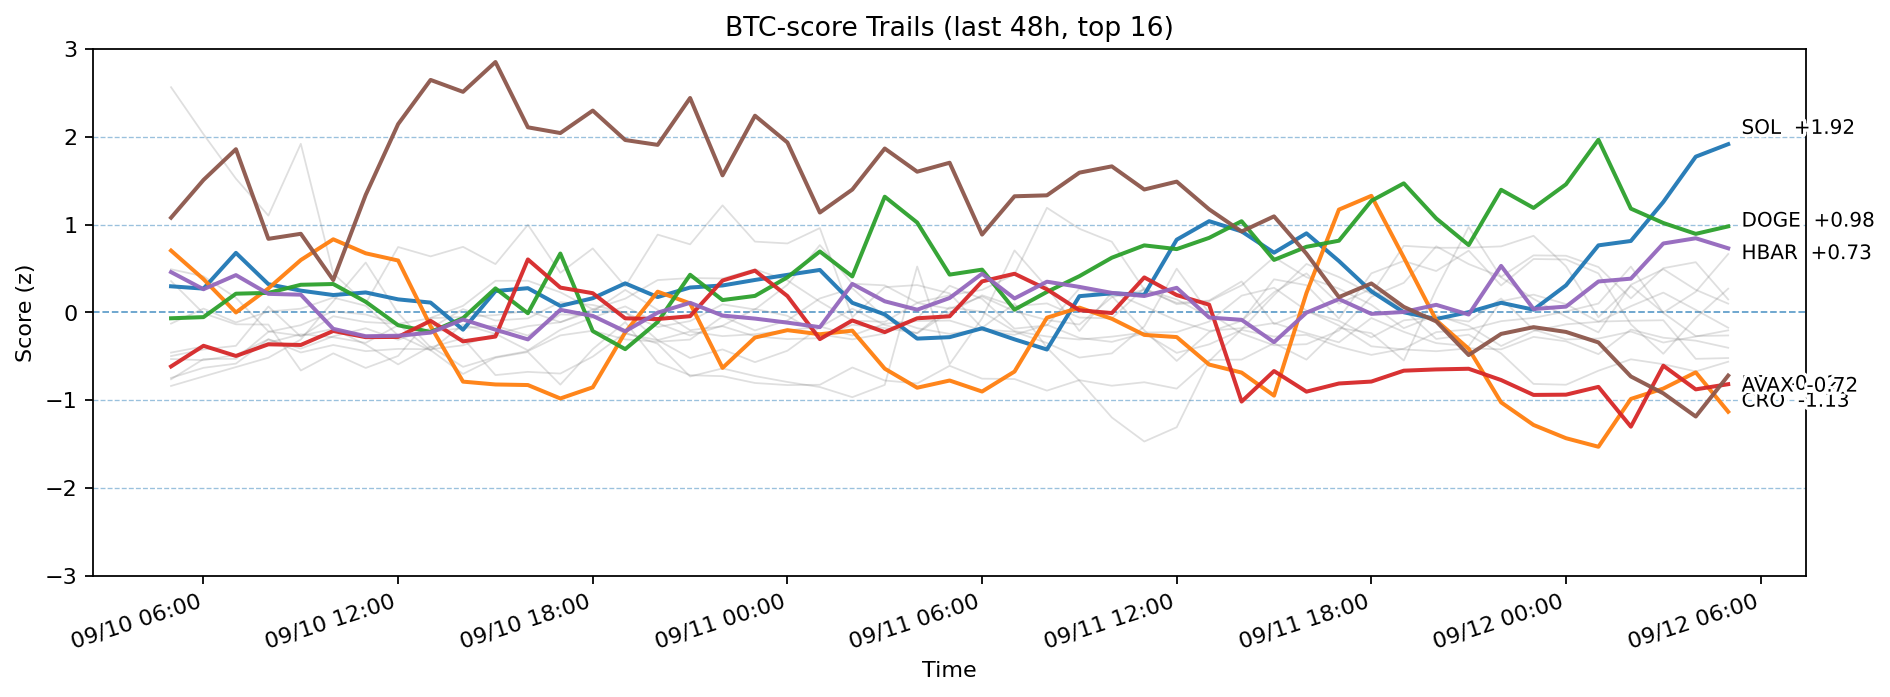 BTC-score Trails (last 48h, top 16)
Score (z)
3
2
1
0
−1
−2
−3
SOL +1.92
DOGE +0.98
HBAR +0.73
AVAX -0.72
CRO -1.13
09/10 06:00
09/10 12:00
09/10 18:00
09/11 00:00
09/11 06:00
09/11 12:00
09/11 18:00
09/12 00:00
09/12 06:00
Time